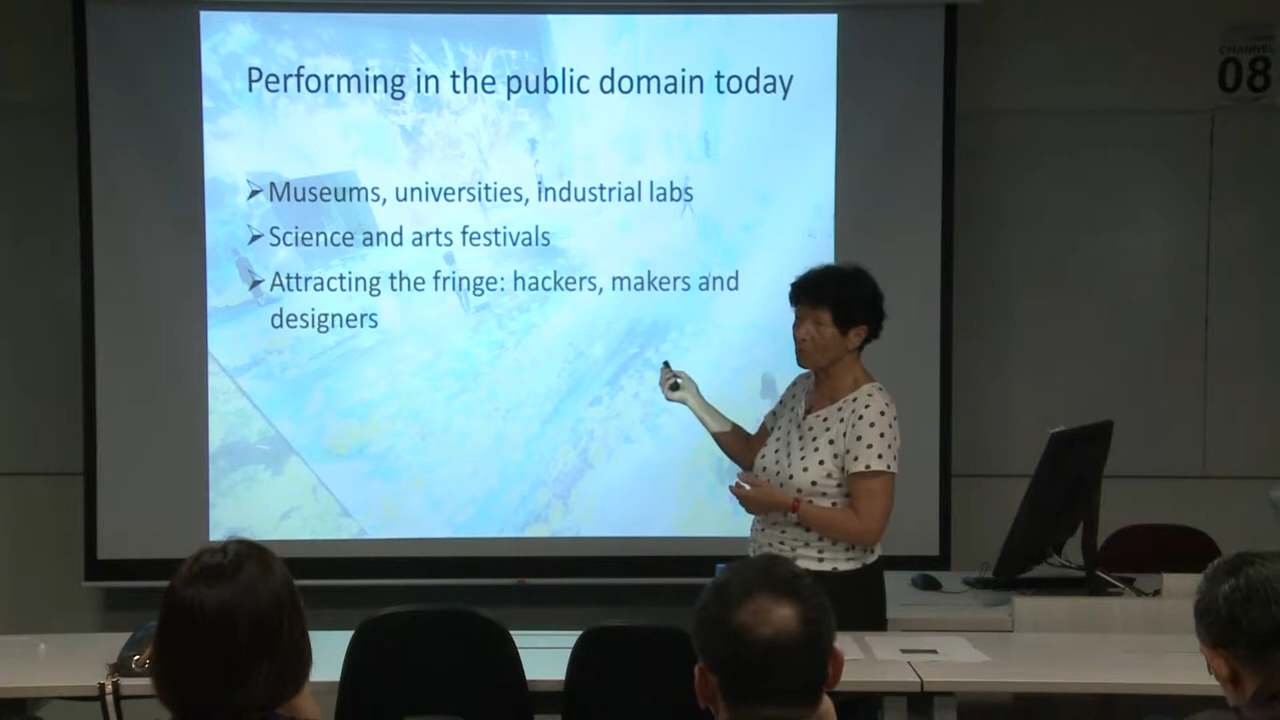 CHANNEL
08
Performing in the public domain today
➢Museums, universities, industrial labs
➢Science and arts festivals
➢Attracting the fringe: hackers, makers and
designers